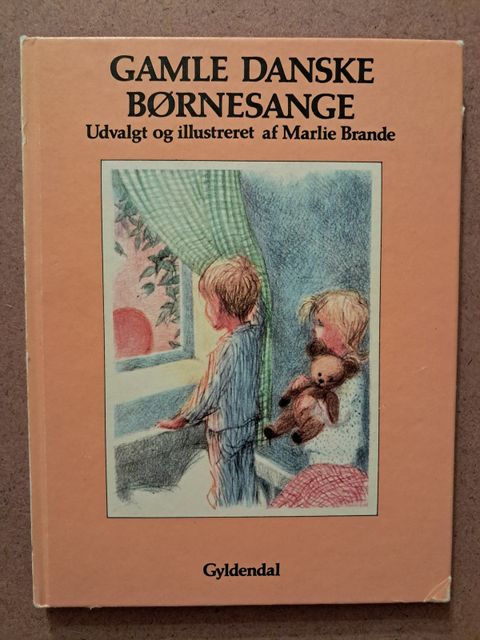 GAMLE DANSKE
BØRNESANGE
Udvalgt og illustreret af Marlie Brande
Gyldendal